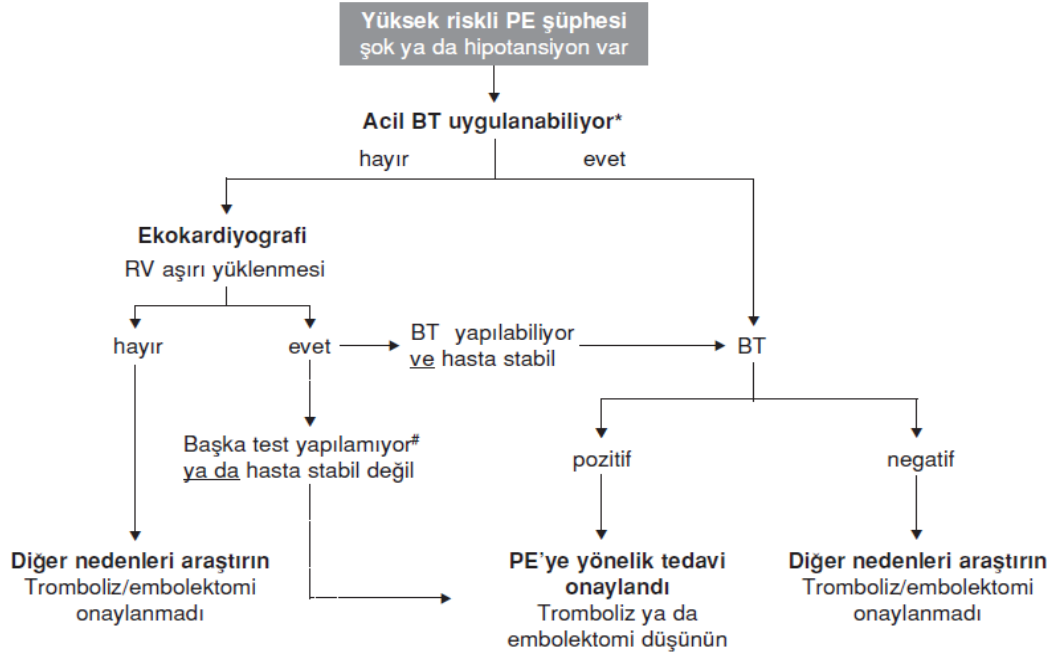 Yüksek riskli PE şüphesi
şok ya da hipotansiyon var
Acil BT uygulanabiliyor*
hayır
evet
Ekokardiyografi
RV aşırı yüklenmesi
hayır
evet
BT yapılabiliyor
ve hasta stabil
BT
Başka test yapılamıyor#
ya da hasta stabil değil
pozitif
negatif
Diğer nedenleri araştırın
Tromboliz/embolektomi
onaylanmadı
PE'ye yönelik tedavi
onaylandı
Tromboliz ya da
embolektomi düşünün
Diğer nedenleri araştırın
Tromboliz/embolektomi
onaylanmadı